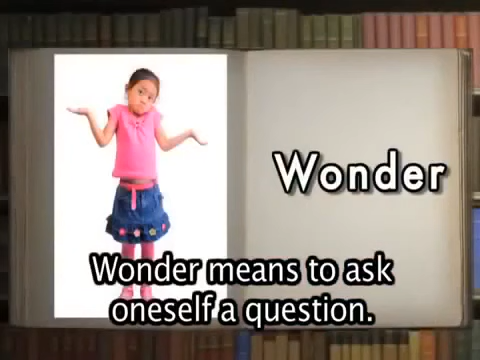 Wonder
Wonder means to ask
oneself a question.